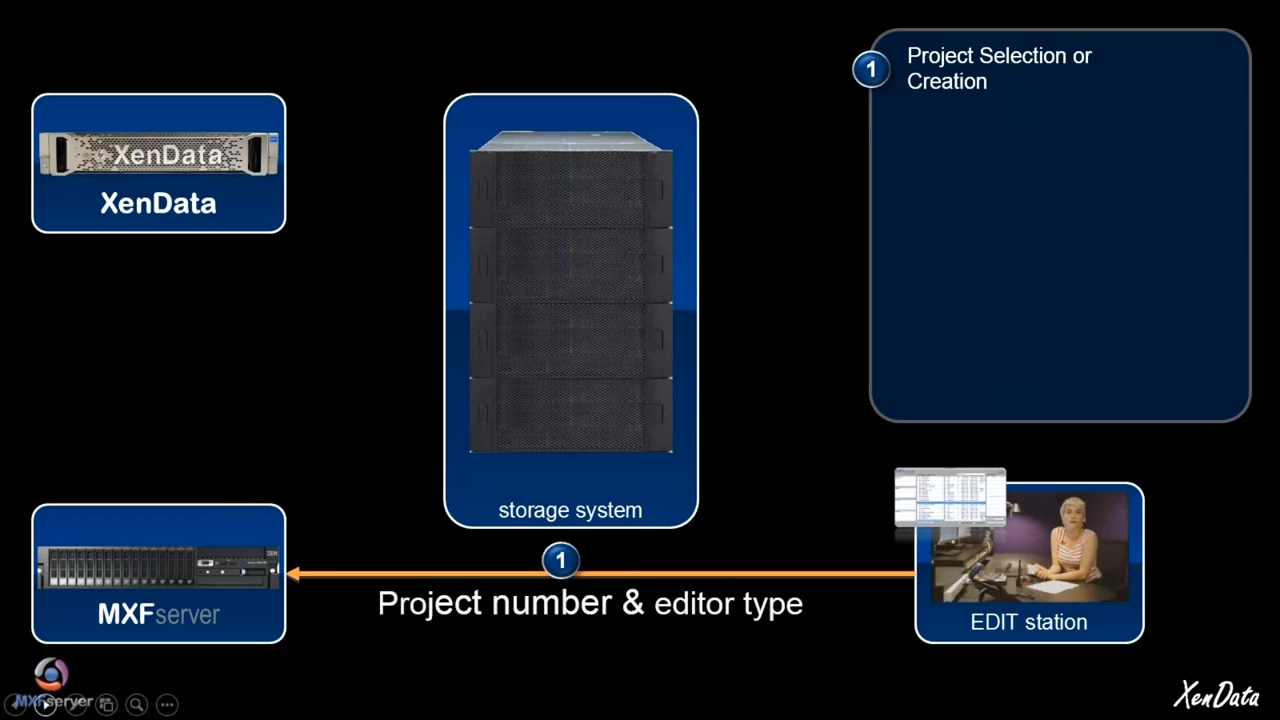 1
Project Selection or
Creation
XenData
XenData
storage system
1
Project number & editor type
MXFserver
EDIT station
MXFserver
XenData